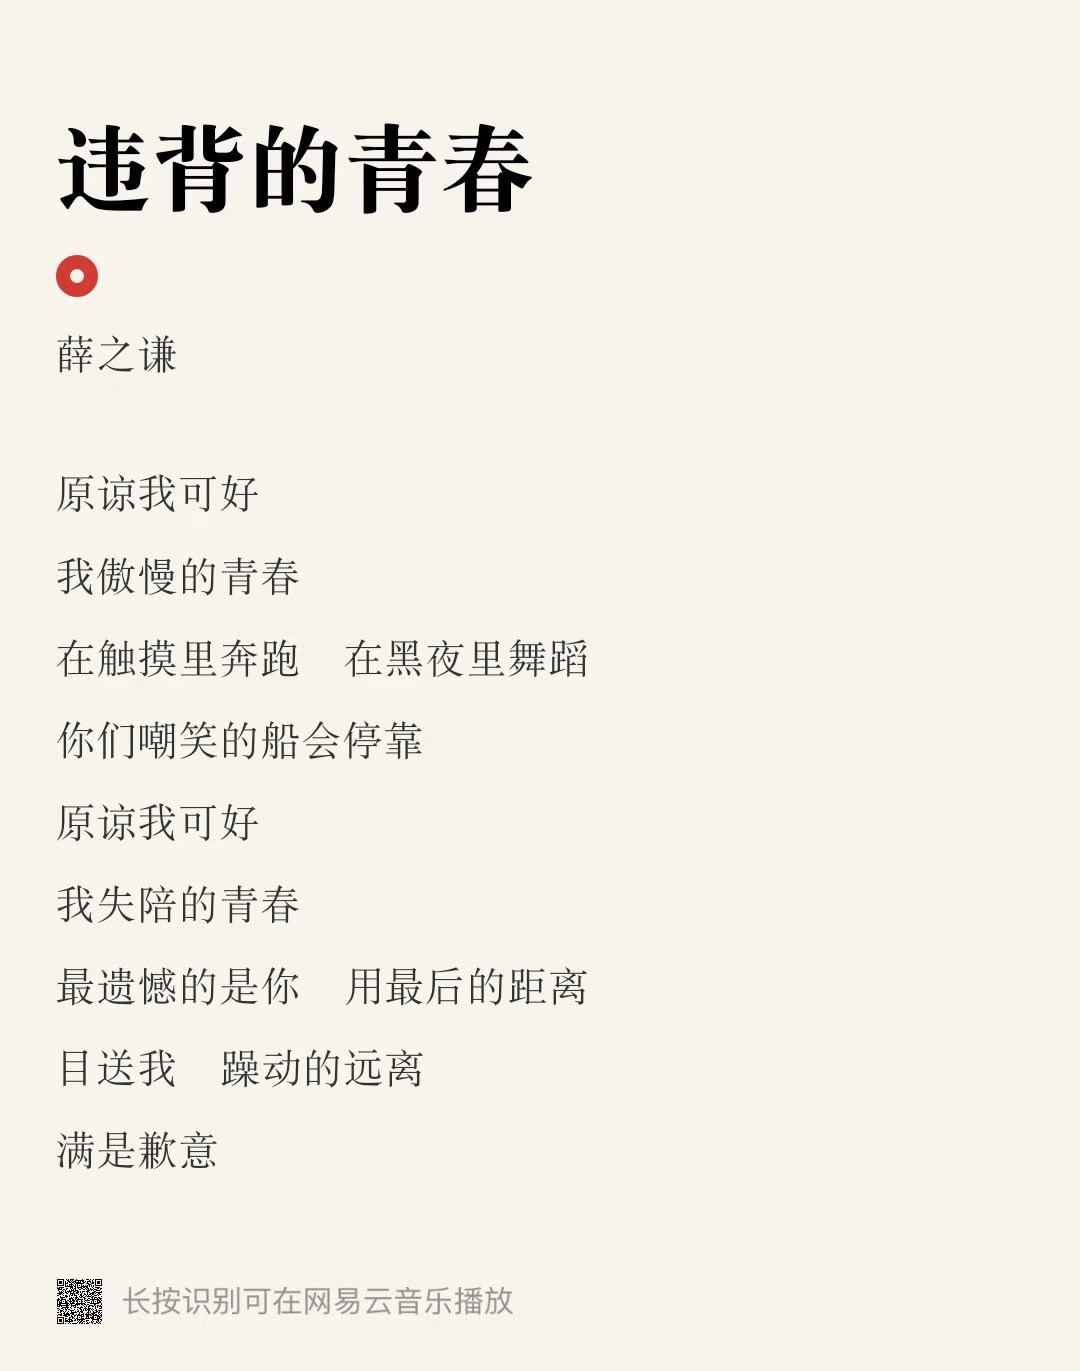 违背的青春
薛之谦
原谅我可好
我傲慢的青春
在触摸里奔跑　在黑夜里舞蹈
你们嘲笑的船会停靠
原谅我可好
我失陪的青春
最遗憾的是你　用最后的距离
目送我　躁动的远离
满是歉意
长按识别可在网易云音乐播放